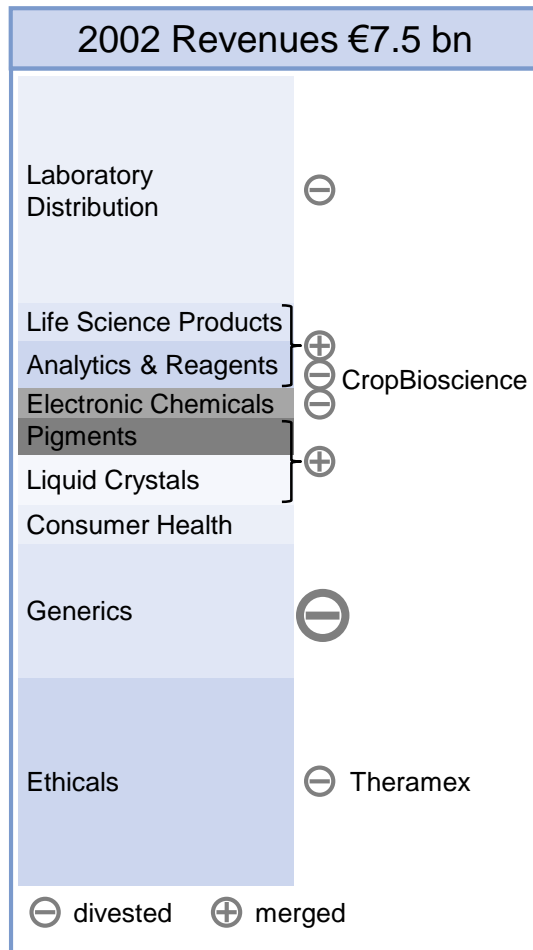 2002 Revenues €7.5 bn
Laboratory
Distribution
Life Science Products
Analytics & Reagents
CropBioscience
Electronic Chemicals
Pigments
Liquid Crystals
Consumer Health
Generics
Ethicals
Theramex
divested
merged